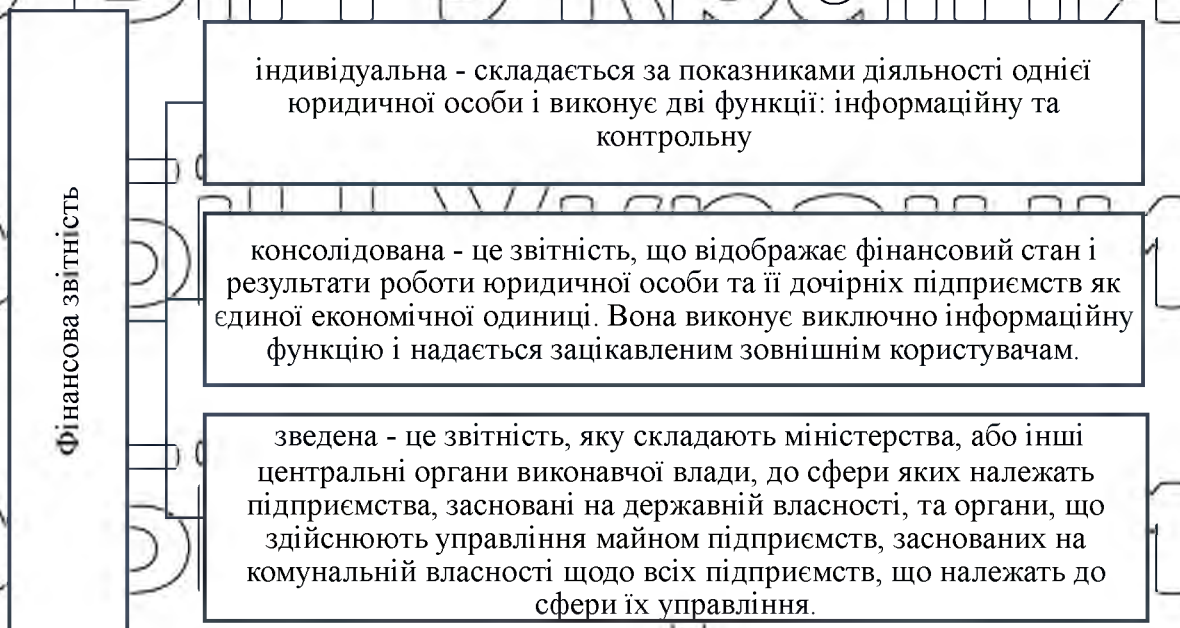 Фінансова звітність
індивідуальна - складається за показниками діяльності однієї
юридичної особи і виконує дві функції: інформаційну та
контрольну
консолідована - це звітність, що відображає фінансовий стан і
результати роботи юридичної особи та її дочірніх підприємств як
єдиної економічної одиниці. Вона виконує виключно інформаційну
функцію і надається зацікавленим зовнішнім користувачам.
зведена - це звітність, яку складають міністерства, або інші
центральні органи виконавчої влади, до сфери яких належать
підприємства, засновані на державній власності, та органи, що
здійснюють управління майном підприємств, заснованих на
комунальній власності щодо всіх підприємств, що належать до
сфери їх управління.